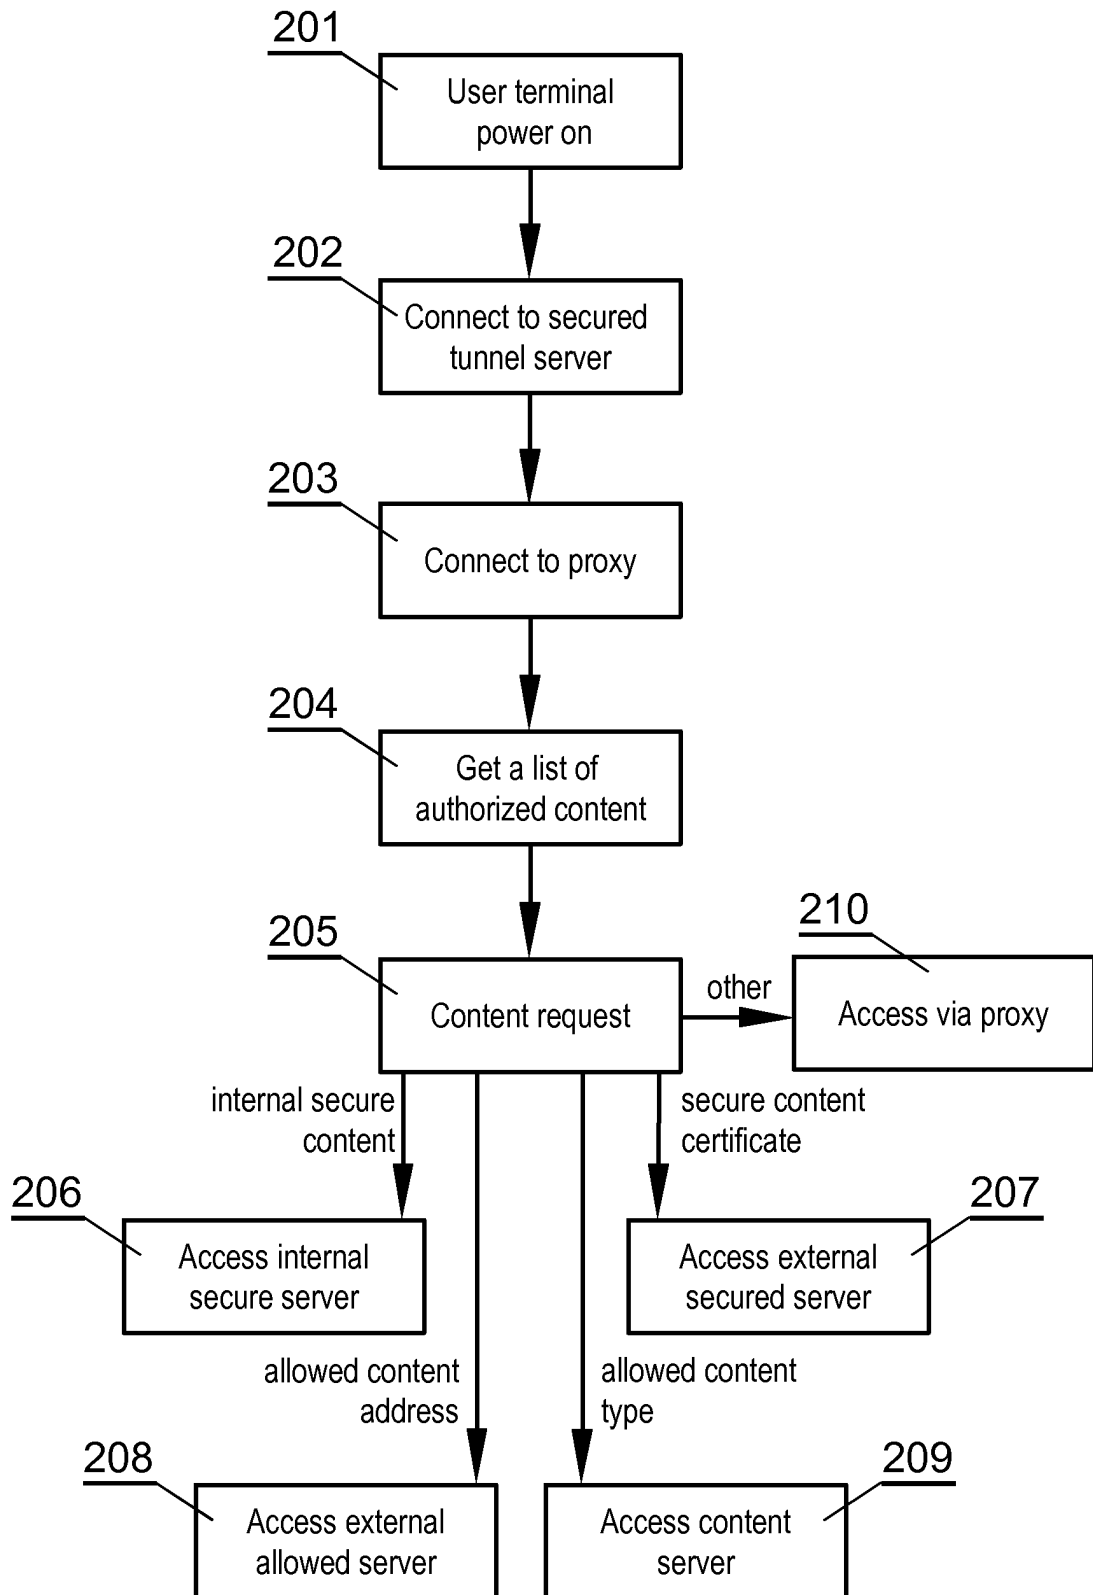 201
User terminal
power on
202
Connect to secured
tunnel server
203
Connect to proxy
204
Get a list of
authorized content
205
Content request
other
210
Access via proxy
internal secure
content
secure content
certificate
206
Access internal
secure server
207
Access external
secured server
allowed content
address
allowed content
type
208
Access external
allowed server
209
Access content
server